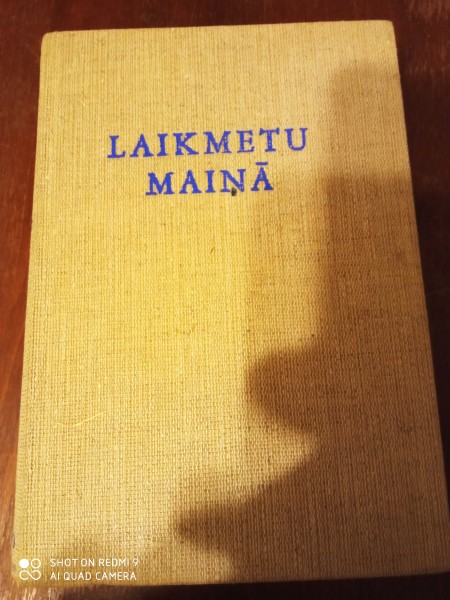 LAIKMETU
MAIŅĀ
SHOT ON REDMI 9
AI QUAD CAMERA